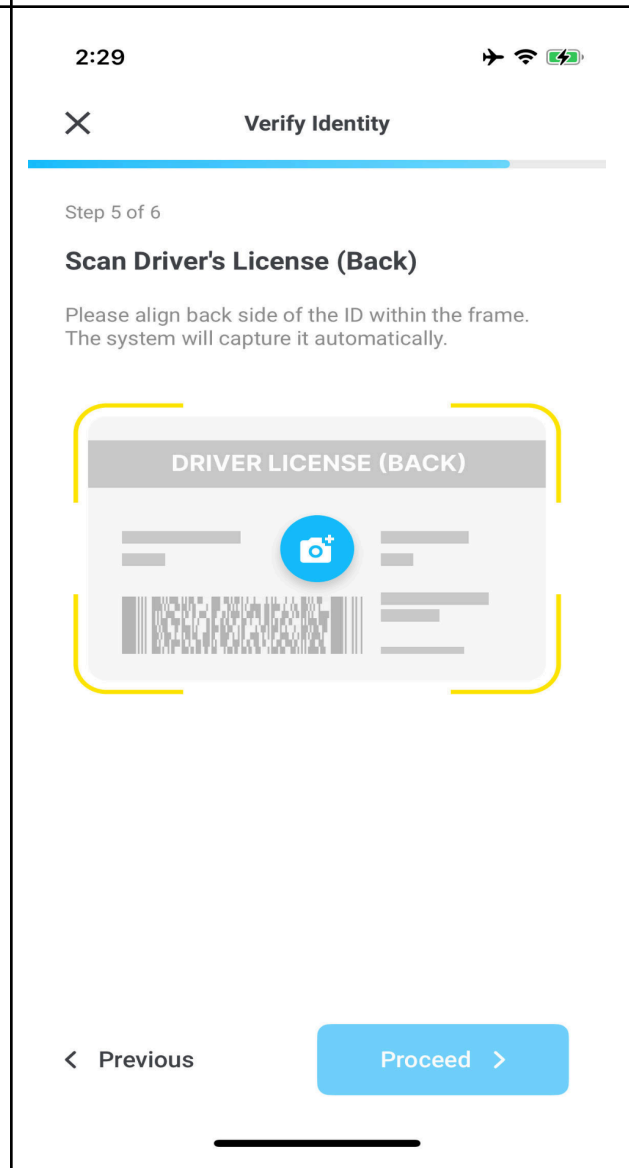 2:29
Verify Identity
Step 5 of 6
Scan Driver's License (Back)
Please align back side of the ID within the frame.
The system will capture it automatically.
DRIVER LICENSE (BACK)
Previous
Proceed